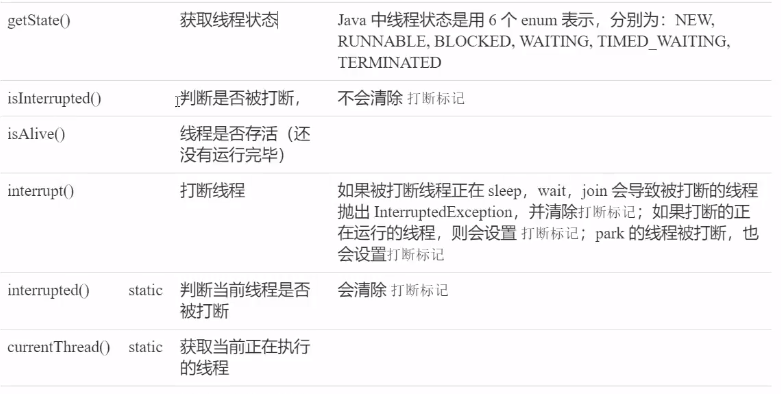 getState() 获取线程状态 Java 中线程状态是用 6 个 enum 表示，分别为：NEW,
RUNNABLE, BLOCKED, WAITING, TIMED_WAITING,
TERMINATED
isInterrupted() 判断是否被打断， 不会清除 打断标记
isAlive() 线程是否存活（还
没有运行完毕）
interrupt() 打断线程 如果被打断线程正在 sleep，wait，join 会导致被打断的线程
抛出 InterruptedException，并清除打断标记；如果打断的正
在运行的线程，则会设置 打断标记；park 的线程被打断，也
会设置打断标记
interrupted() static 判断当前线程是否 会清除 打断标记
被打断
currentThread() static 获取当前正在执行
的线程